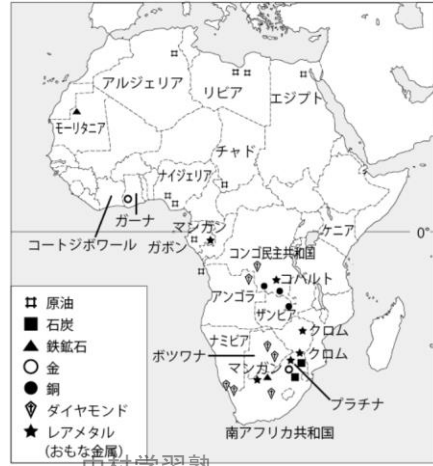 アルジェリア
リビア
エジプト
モーリタニア
チャド
ナイジェリア
ガーナ
コートジボワール
マンガン
ガボン
ケニア
0°
コンゴ民主共和国
コバルト
アンゴラ
ザンビア
クロム
ナミビア
ボツワナ
クロム
マンガン
プラチナ
南アフリカ共和国
原油
石炭
鉄鉱石
金
銅
ダイヤモンド
レアメタル
(おもな金属)